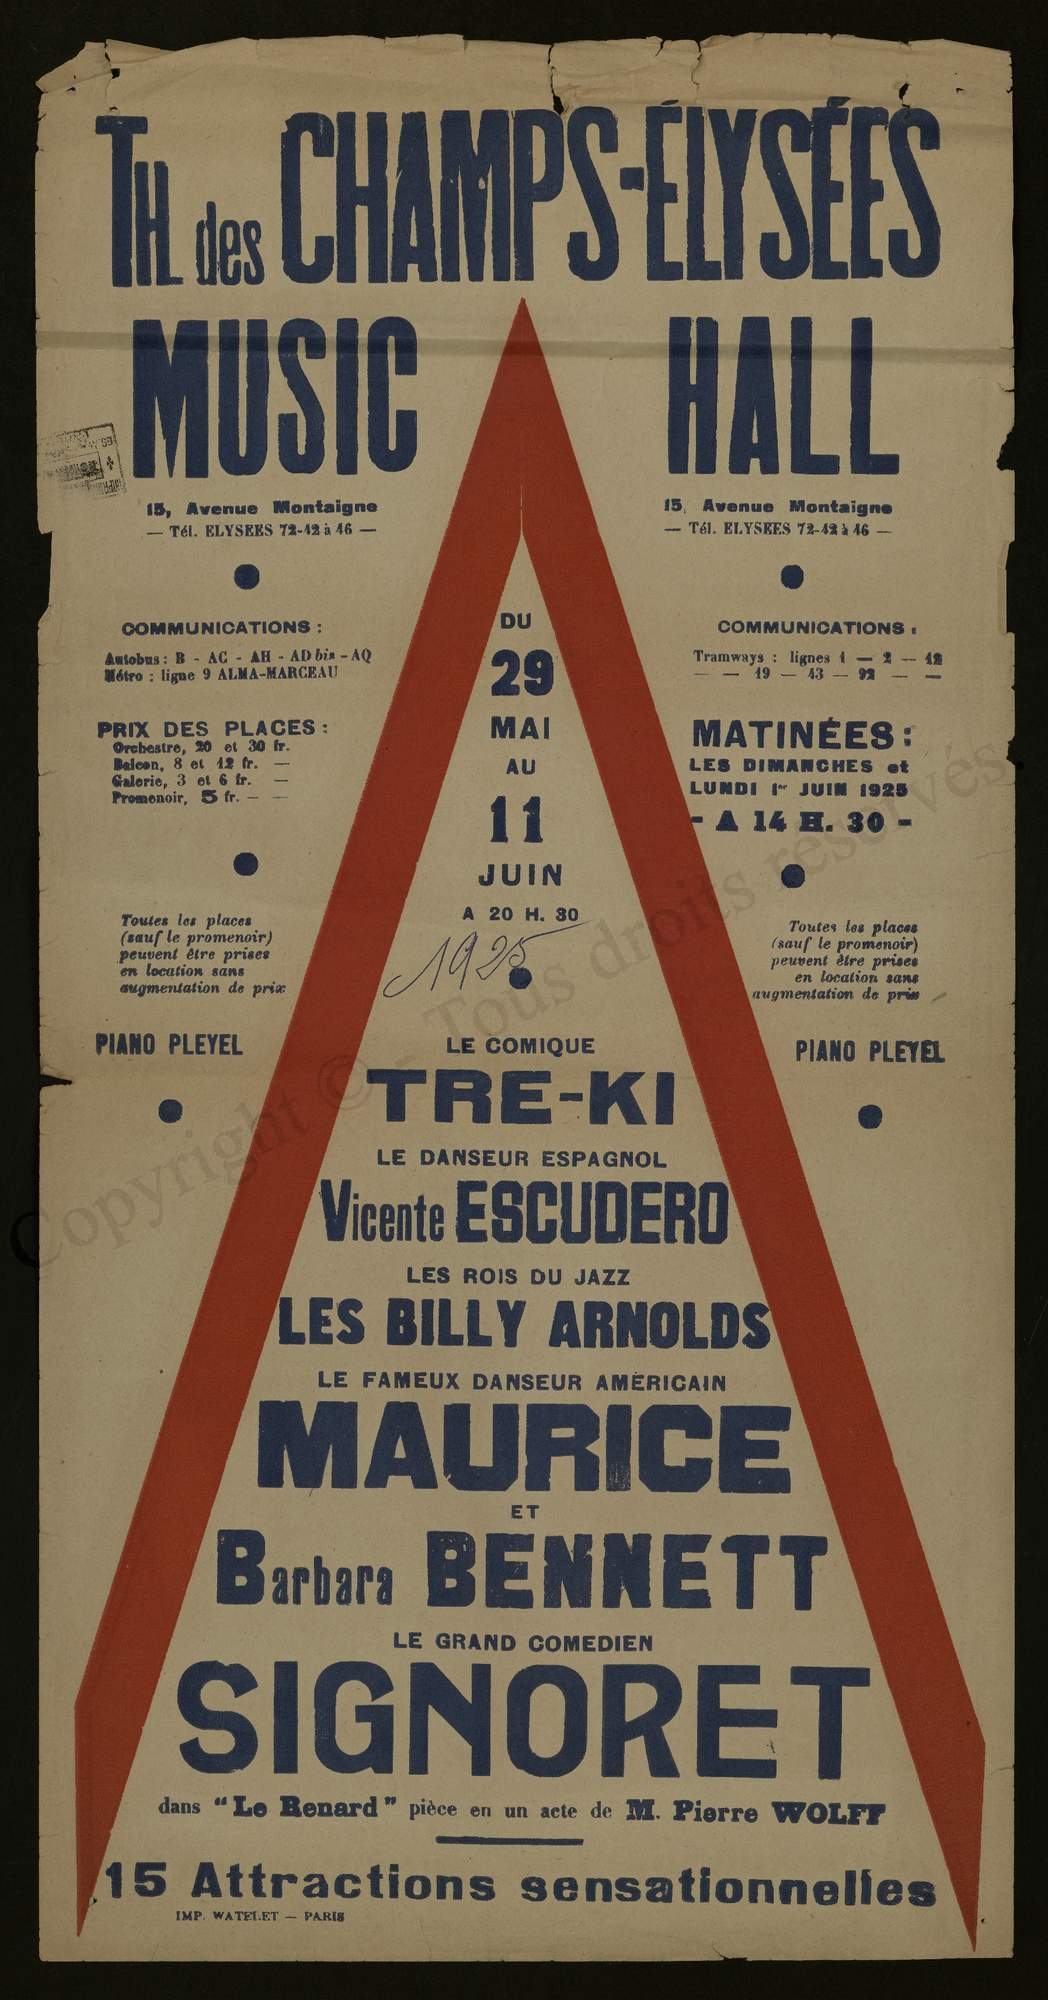 TH. des CHAMPS-ÉLYSÉES
MUSIC HALL
15, Avenue Montaigne
— Tél. ELYSEES 72-42 à 46 —
COMMUNICATIONS :
Autobus : B - AC - AH - AD bis - AQ
Métro : ligne 9 ALMA-MARCEAU
PRIX DES PLACES :
Orchestre, 20 et 30 fr.
Balcon, 8 et 12 fr. —
Galerie, 3 et 6 fr. —
Promenoir, 5 fr. — —
Toutes les places
(sauf le promenoir)
peuvent être prises
en location sans
augmentation de prix
PIANO PLEYEL
15, Avenue Montaigne
— Tél. ELYSEES 72-42 à 46 —
COMMUNICATIONS :
Tramways : lignes 1 — 2 — 12
— — 19 — 43 — 92 — —
MATINÉES :
LES DIMANCHES et
LUNDI 1er JUIN 1925
- A 14 H. 30 -
Toutes les places
(sauf le promenoir)
peuvent être prises
en location sans
augmentation de prix
PIANO PLEYEL
DU
29
MAI
AU
11
JUIN
A 20 H. 30
1925
LE COMIQUE
TRE-KI
LE DANSEUR ESPAGNOL
Vicente ESCUDERO
LES ROIS DU JAZZ
LES BILLY ARNOLDS
LE FAMEUX DANSEUR AMÉRICAIN
MAURICE
ET
Barbara BENNETT
LE GRAND COMEDIEN
SIGNORET
dans "Le Renard" pièce en un acte de M. Pierre WOLFF
15 Attractions sensationnelles
IMP. WATELET — PARIS
Copyright © - Tous droits réservés